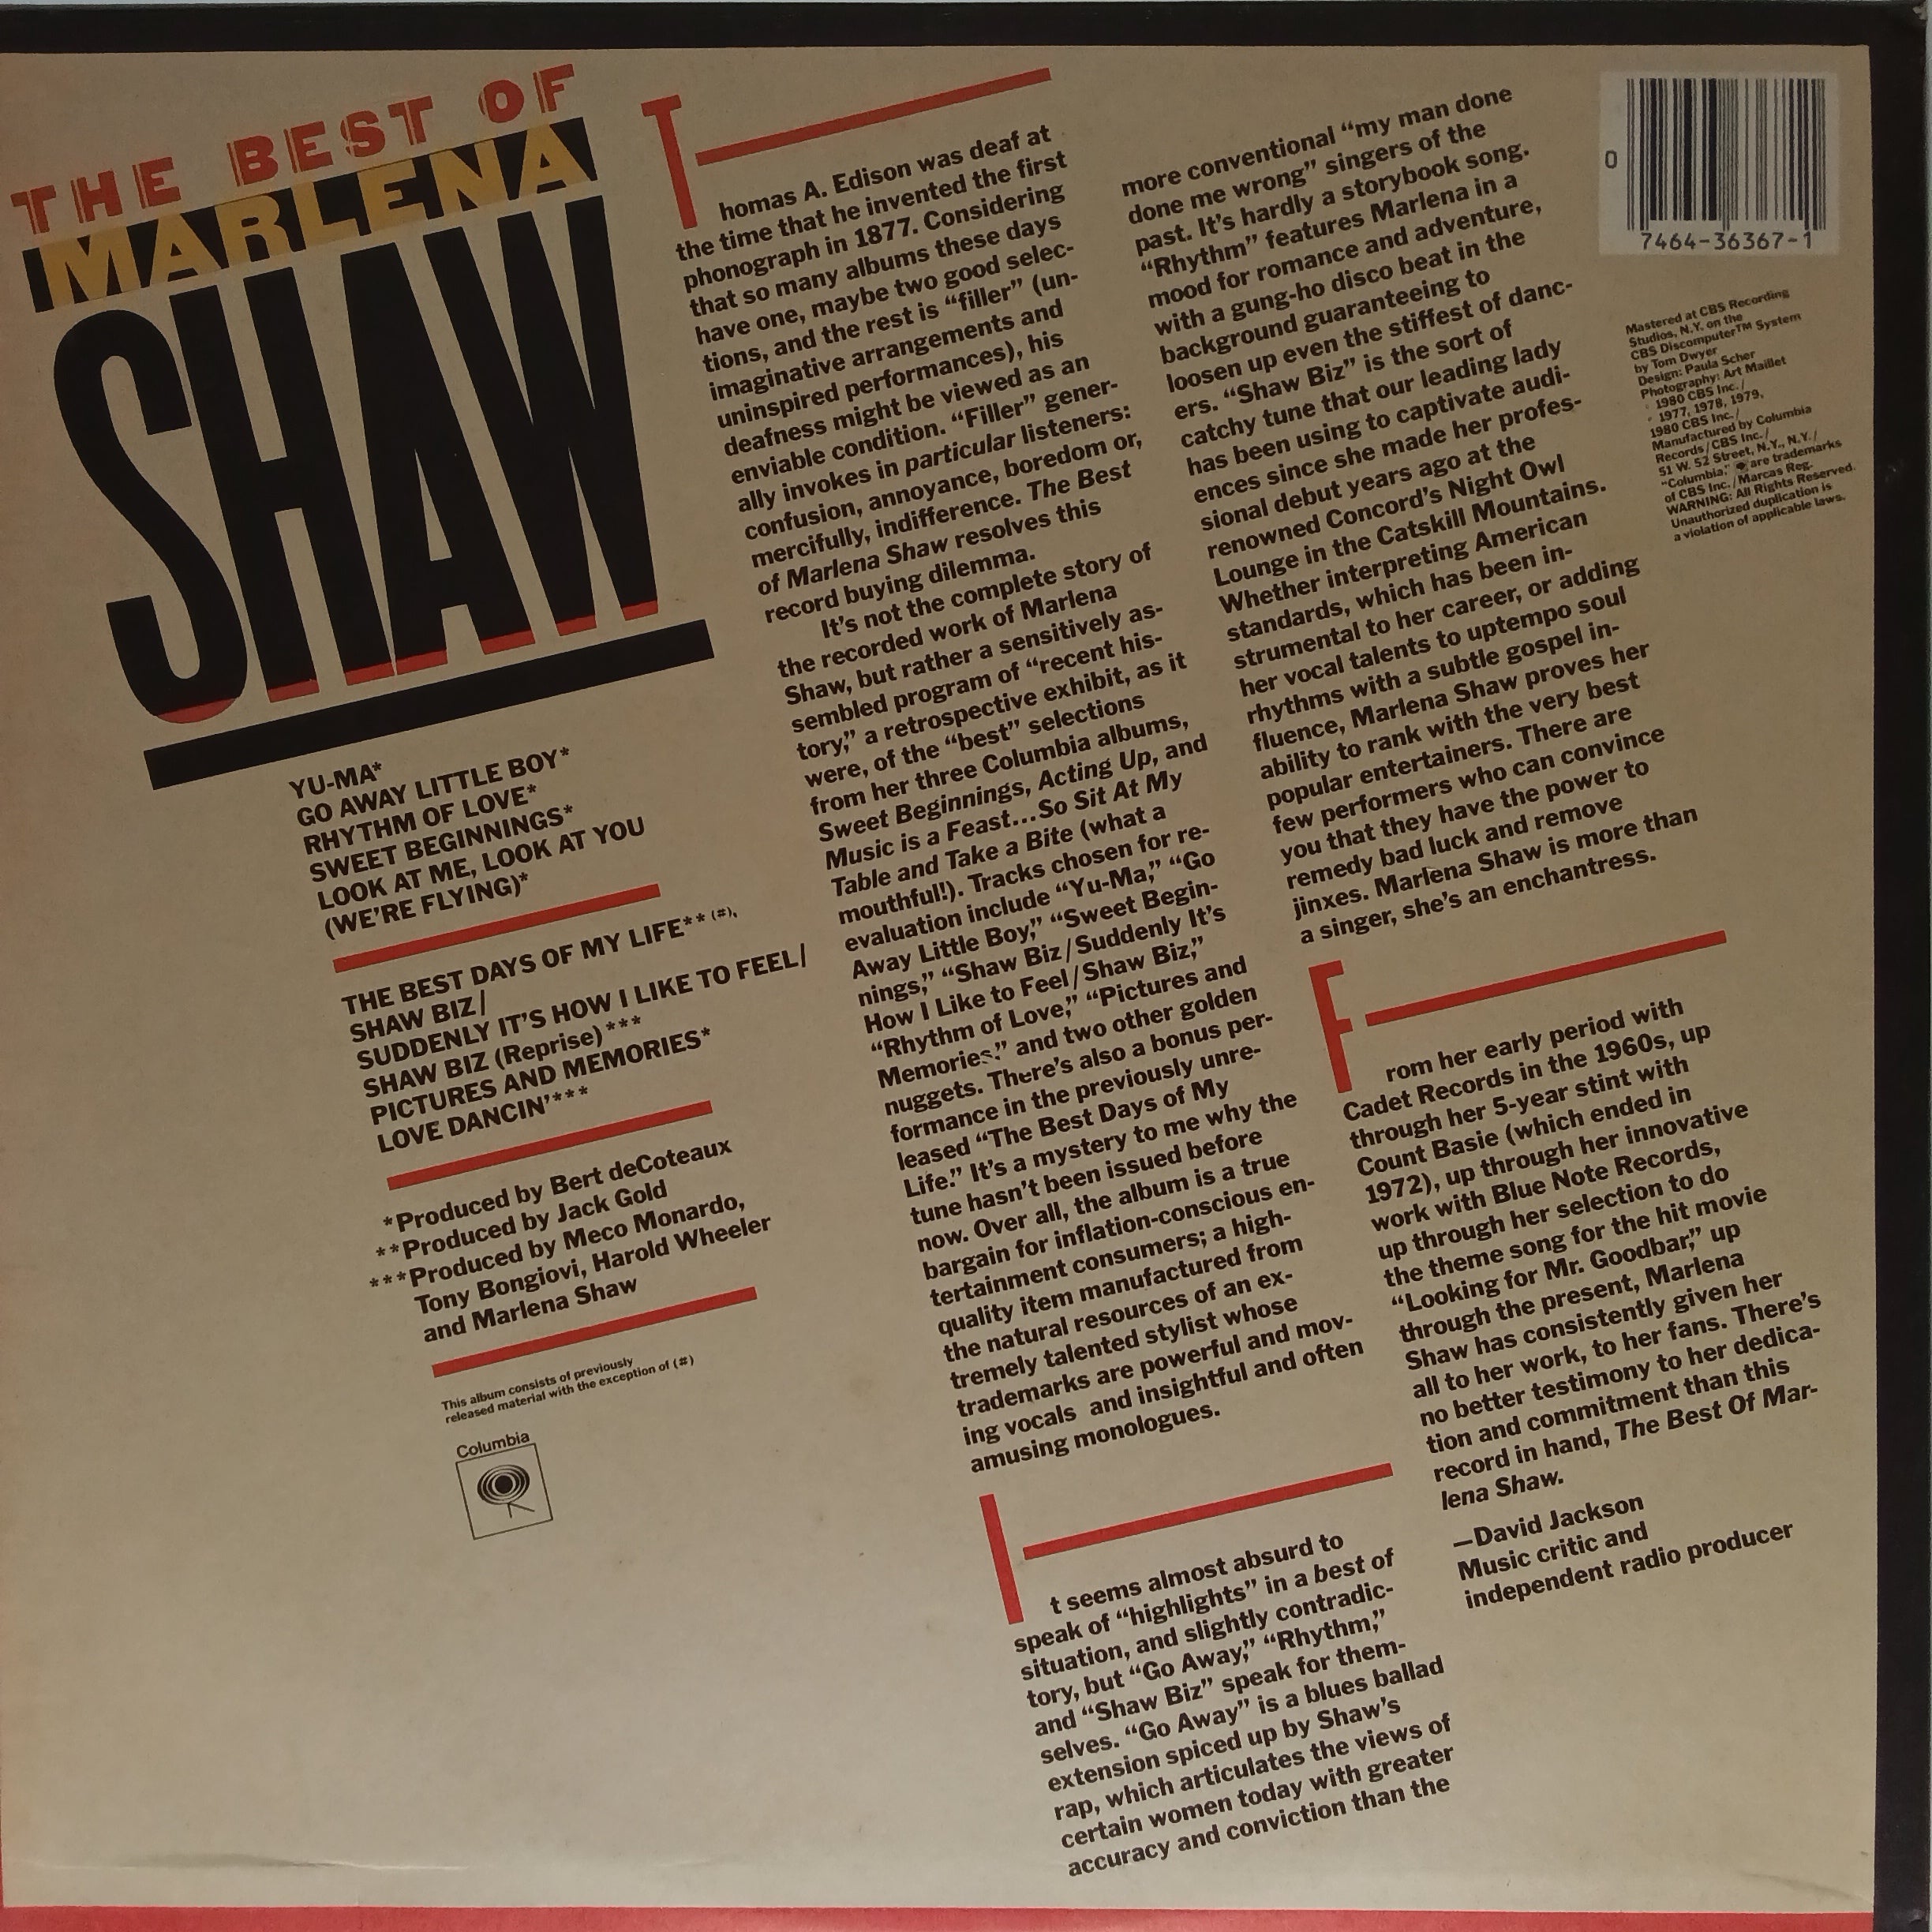 THE BEST OF
MARLENA
SHAW
YU-MA*
GO AWAY LITTLE BOY*
RHYTHM OF LOVE*
SWEET BEGINNINGS*
LOOK AT ME, LOOK AT YOU
(WE'RE FLYING)*
THE BEST DAYS OF MY LIFE** (#),
SHAW BIZ/
SUDDENLY IT'S HOW I LIKE TO FEEL/
SHAW BIZ (Reprise)***
PICTURES AND MEMORIES*
LOVE DANCIN'***
*Produced by Bert deCoteaux
**Produced by Jack Gold
***Produced by Meco Monardo,
Tony Bongiovi, Harold Wheeler
and Marlena Shaw
This album consists of previously
released material with the exception of (#)
Columbia
Thomas A. Edison was deaf at
the time that he invented the first
phonograph in 1877. Considering
that so many albums these days
have one, maybe two good selec-
tions, and the rest is “filler” (un-
imaginative arrangements and
uninspired performances), his
deafness might be viewed as an
enviable condition. “Filler” gener-
ally invokes in particular listeners:
confusion, annoyance, boredom or,
mercifully, indifference. The Best
of Marlena Shaw resolves this
record buying dilemma.
It's not the complete story of
the recorded work of Marlena
Shaw, but rather a sensitively as-
sembled program of “recent his-
tory,” a retrospective exhibit, as it
were, of the “best” selections
from her three Columbia albums,
Sweet Beginnings, Acting Up, and
Music is a Feast...So Sit At My
Table and Take a Bite (what a
mouthful!). Tracks chosen for re-
evaluation include “Yu-Ma,” “Go
Away Little Boy,” “Sweet Begin-
nings,” “Shaw Biz/Suddenly It's
How I Like to Feel/Shaw Biz,”
“Rhythm of Love,” “Pictures and
Memories,” and two other golden
nuggets. There's also a bonus per-
formance in the previously unre-
leased “The Best Days of My
Life.” It's a mystery to me why the
tune hasn't been issued before
now. Over all, the album is a true
bargain for inflation-conscious en-
tertainment consumers; a high-
quality item manufactured from
the natural resources of an ex-
tremely talented stylist whose
trademarks are powerful and mov-
ing vocals and insightful and often
amusing monologues.
It seems almost absurd to
speak of “highlights” in a best of
situation, and slightly contradic-
tory, but “Go Away,” “Rhythm,”
and “Shaw Biz” speak for them-
selves. “Go Away” is a blues ballad
extension spiced up by Shaw's
rap, which articulates the views of
certain women today with greater
accuracy and conviction than the
more conventional “my man done
done me wrong” singers of the
past. It's hardly a storybook song.
“Rhythm” features Marlena in a
mood for romance and adventure,
with a gung-ho disco beat in the
background guaranteeing to
loosen up even the stiffest of danc-
ers. “Shaw Biz” is the sort of
catchy tune that our leading lady
has been using to captivate audi-
ences since she made her profes-
sional debut years ago at the
renowned Concord's Night Owl
Lounge in the Catskill Mountains.
Whether interpreting American
standards, which has been in-
strumental to her career, or adding
her vocal talents to uptempo soul
rhythms with a subtle gospel in-
fluence, Marlena Shaw proves her
ability to rank with the very best
popular entertainers. There are
few performers who can convince
you that they have the power to
remedy bad luck and remove
jinxes. Marlena Shaw is more than
a singer, she's an enchantress.
From her early period with
Cadet Records in the 1960s, up
through her 5-year stint with
Count Basie (which ended in
1972), up through her innovative
work with Blue Note Records,
up through her selection to do
the theme song for the hit movie
“Looking for Mr. Goodbar,” up
through the present, Marlena
Shaw has consistently given her
all to her work, to her fans. There's
no better testimony to her dedica-
tion and commitment than this
record in hand, The Best Of Mar-
lena Shaw.
—David Jackson
Music critic and
independent radio producer
0
7464-36367-1
Mastered at CBS Recording
Studios, N.Y. on the
CBS Discomputer™ System
by Tom Dwyer
Design: Paula Scher
Photography: Art Maillet
1980 CBS Inc./
1977, 1978, 1979,
1980 CBS Inc./
Manufactured by Columbia
Records/CBS Inc./
51 W. 52 Street, N.Y., N.Y./
“Columbia,” are trademarks
of CBS Inc./Marcas Reg.
WARNING: All Rights Reserved.
Unauthorized duplication is
a violation of applicable laws.